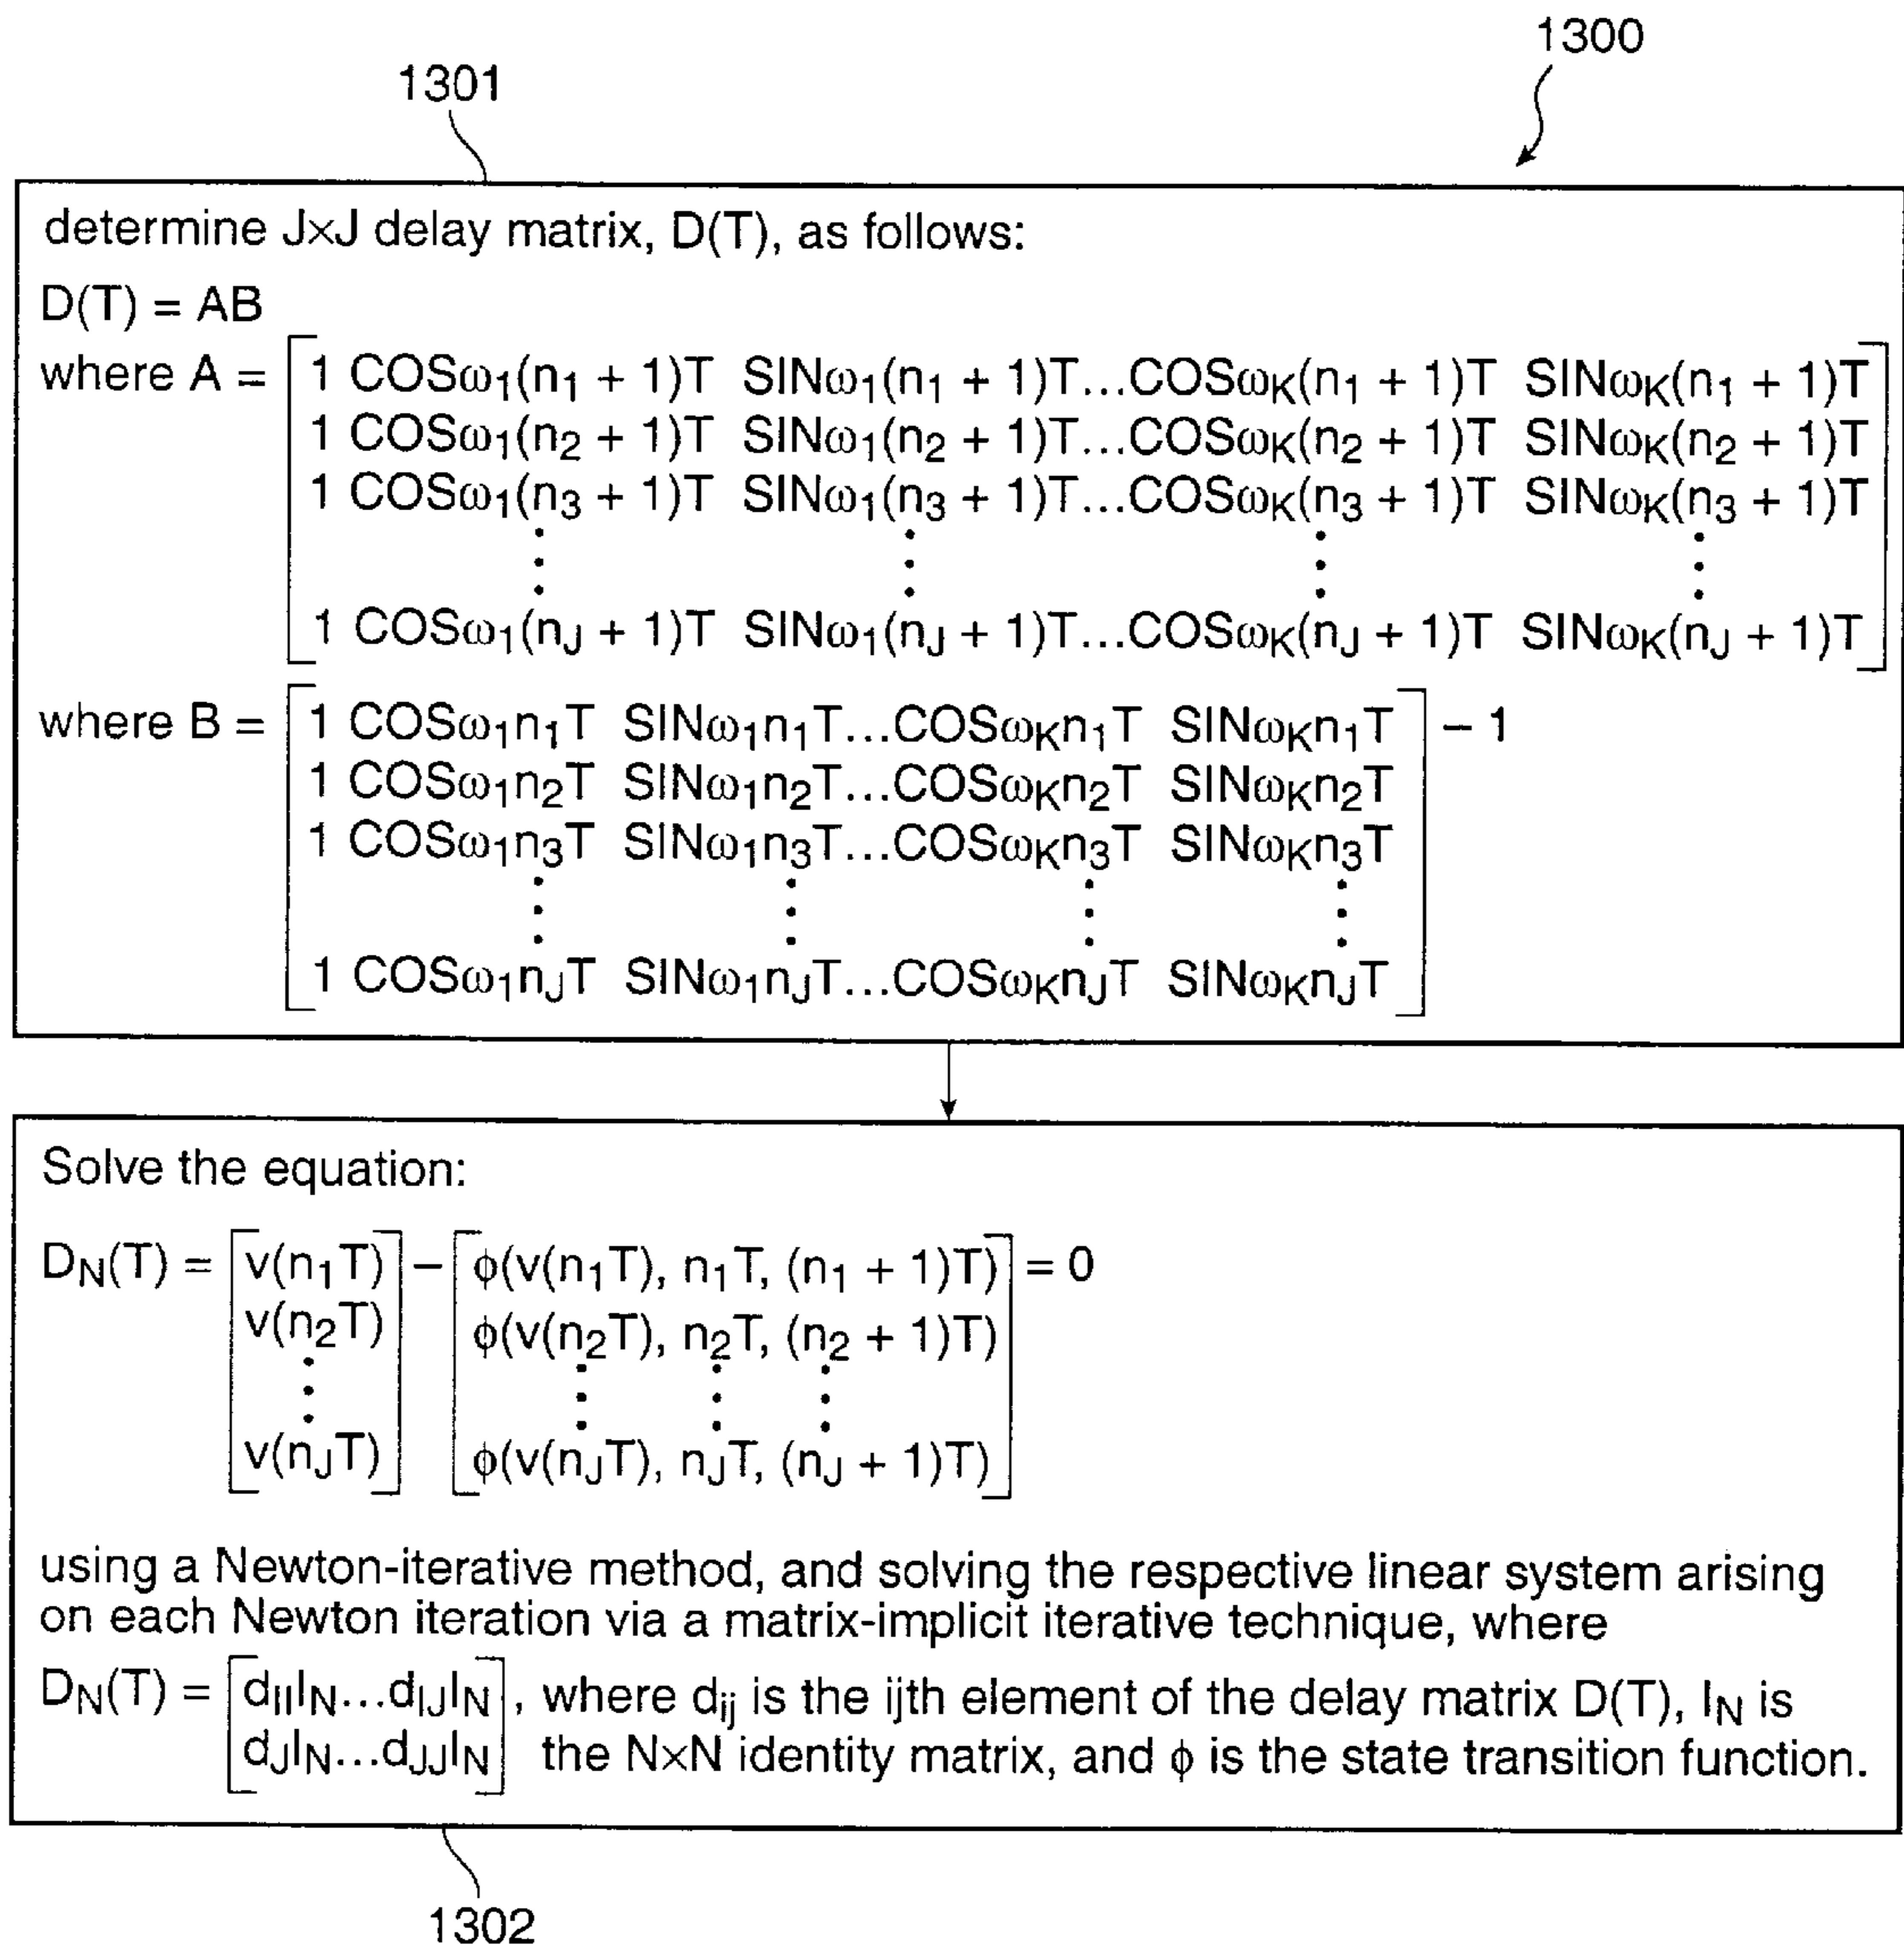 1300
1301
determine J×J delay matrix, D(T), as follows:
D(T) = AB
where A = [1 COSω₁(n₁ + 1)T SINω₁(n₁ + 1)T...COSωK(n₁ + 1)T SINωK(n₁ + 1)T
1 COSω₁(n₂ + 1)T SINω₁(n₂ + 1)T...COSωK(n₂ + 1)T SINωK(n₂ + 1)T
1 COSω₁(n₃ + 1)T SINω₁(n₃ + 1)T...COSωK(n₃ + 1)T SINωK(n₃ + 1)T
⋮ ⋮ ⋮ ⋮
1 COSω₁(nJ + 1)T SINω₁(nJ + 1)T...COSωK(nJ + 1)T SINωK(nJ + 1)T]
where B = [1 COSω₁n₁T SINω₁n₁T...COSωKn₁T SINωKn₁T ] – 1
1 COSω₁n₂T SINω₁n₂T...COSωKn₂T SINωKn₂T
1 COSω₁n₃T SINω₁n₃T...COSωKn₃T SINωKn₃T
⋮ ⋮ ⋮ ⋮
1 COSω₁nJT SINω₁nJT...COSωKnJT SINωKnJT
Solve the equation:
DN(T) = [v(n₁T)] – [ϕ(v(n₁T), n₁T, (n₁ + 1)T)] = 0
v(n₂T) ϕ(v(n₂T), n₂T, (n₂ + 1)T)
⋮ ⋮ ⋮ ⋮
v(nJT) ϕ(v(nJT), nJT, (nJ + 1)T)
using a Newton-iterative method, and solving the respective linear system arising
on each Newton iteration via a matrix-implicit iterative technique, where
DN(T) = [dIIIN...dIJIN], where dij is the ijth element of the delay matrix D(T), IN is
dJIN...dJJIN the N×N identity matrix, and ϕ is the state transition function.
1302